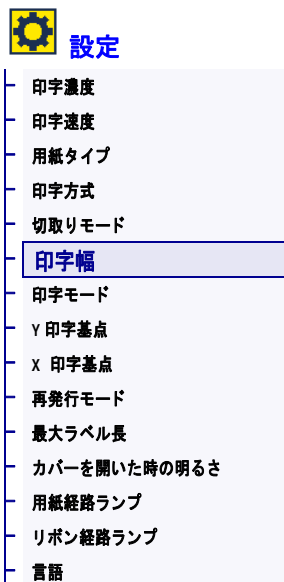 設定
印字濃度
印字速度
用紙タイプ
印字方式
切取りモード
印字幅
印字モード
Y 印字基点
X 印字基点
再発行モード
最大ラベル長
カバーを開いた時の明るさ
用紙経路ランプ
リボン経路ランプ
言語